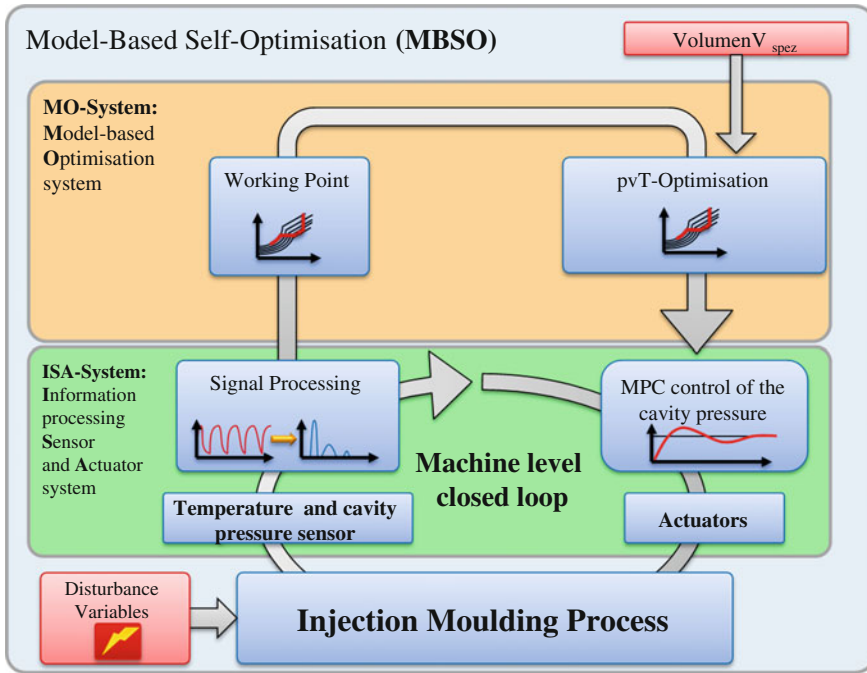 Model-Based Self-Optimisation (MBSO)
VolumenV spez
MO-System:
Model-based
Optimisation
system
Working Point
pvT-Optimisation
ISA-System:
Information
processing
Sensor
and Actuator
system
Signal Processing
MPC control of the
cavity pressure
Machine level
closed loop
Temperature and cavity
pressure sensor
Actuators
Disturbance
Variables
Injection Moulding Process